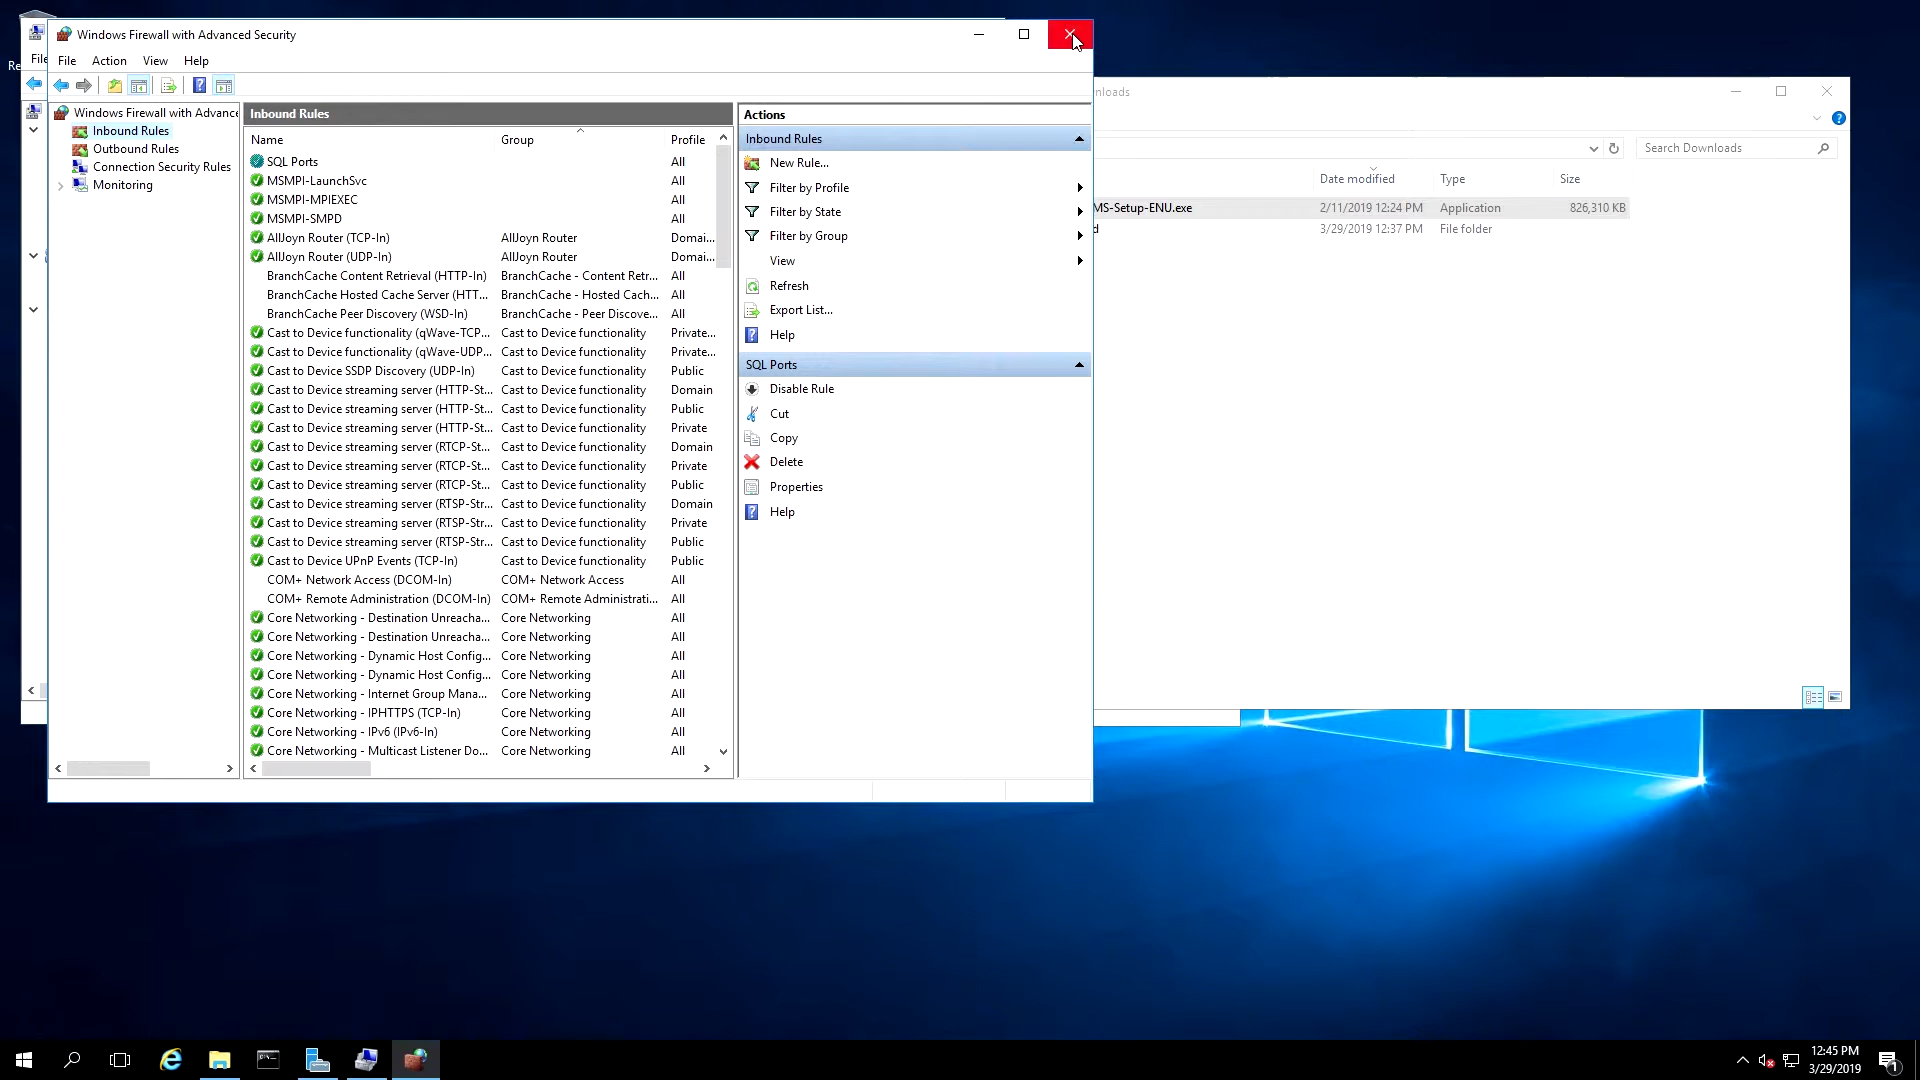 Windows Firewall with Advanced Security
File Action View Help
File
Re
Windows Firewall with Advance
Inbound Rules
Outbound Rules
Connection Security Rules
Monitoring
Inbound Rules
Name Group Profile
SQL Ports All
MSMPI-LaunchSvc All
MSMPI-MPIEXEC All
MSMPI-SMPD All
AllJoyn Router (TCP-In) AllJoyn Router Domai...
AllJoyn Router (UDP-In) AllJoyn Router Domai...
BranchCache Content Retrieval (HTTP-In) BranchCache - Content Retr... All
BranchCache Hosted Cache Server (HTT... BranchCache - Hosted Cach... All
BranchCache Peer Discovery (WSD-In) BranchCache - Peer Discove... All
Cast to Device functionality (qWave-TCP... Cast to Device functionality Private...
Cast to Device functionality (qWave-UDP... Cast to Device functionality Private...
Cast to Device SSDP Discovery (UDP-In) Cast to Device functionality Public
Cast to Device streaming server (HTTP-St... Cast to Device functionality Domain
Cast to Device streaming server (HTTP-St... Cast to Device functionality Public
Cast to Device streaming server (HTTP-St... Cast to Device functionality Private
Cast to Device streaming server (RTCP-St... Cast to Device functionality Domain
Cast to Device streaming server (RTCP-St... Cast to Device functionality Private
Cast to Device streaming server (RTCP-St... Cast to Device functionality Public
Cast to Device streaming server (RTSP-Str... Cast to Device functionality Domain
Cast to Device streaming server (RTSP-Str... Cast to Device functionality Private
Cast to Device streaming server (RTSP-Str... Cast to Device functionality Public
Cast to Device UPnP Events (TCP-In) Cast to Device functionality Public
COM+ Network Access (DCOM-In) COM+ Network Access All
COM+ Remote Administration (DCOM-In) COM+ Remote Administrati... All
Core Networking - Destination Unreacha... Core Networking All
Core Networking - Destination Unreacha... Core Networking All
Core Networking - Dynamic Host Config... Core Networking All
Core Networking - Dynamic Host Config... Core Networking All
Core Networking - Internet Group Mana... Core Networking All
Core Networking - IPHTTPS (TCP-In) Core Networking All
Core Networking - IPv6 (IPv6-In) Core Networking All
Core Networking - Multicast Listener Do... Core Networking All
Actions
Inbound Rules
New Rule...
Filter by Profile
Filter by State
Filter by Group
View
Refresh
Export List...
Help
SQL Ports
Disable Rule
Cut
Copy
Delete
Properties
Help
nloads
Search Downloads
Date modified Type Size
MS-Setup-ENU.exe 2/11/2019 12:24 PM Application 826,310 KB
d 3/29/2019 12:37 PM File folder
12:45 PM
3/29/2019
1